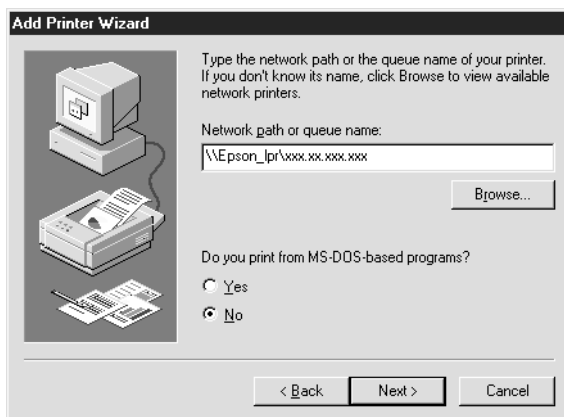 Add Printer Wizard
Type the network path or the queue name of your printer.
If you don't know its name, click Browse to view available
network printers.
Network path or queue name:
\\Epson_lpr\xxx.xx.xxx.xxx
Browse...
Do you print from MS-DOS-based programs?
Yes
No
< Back
Next >
Cancel